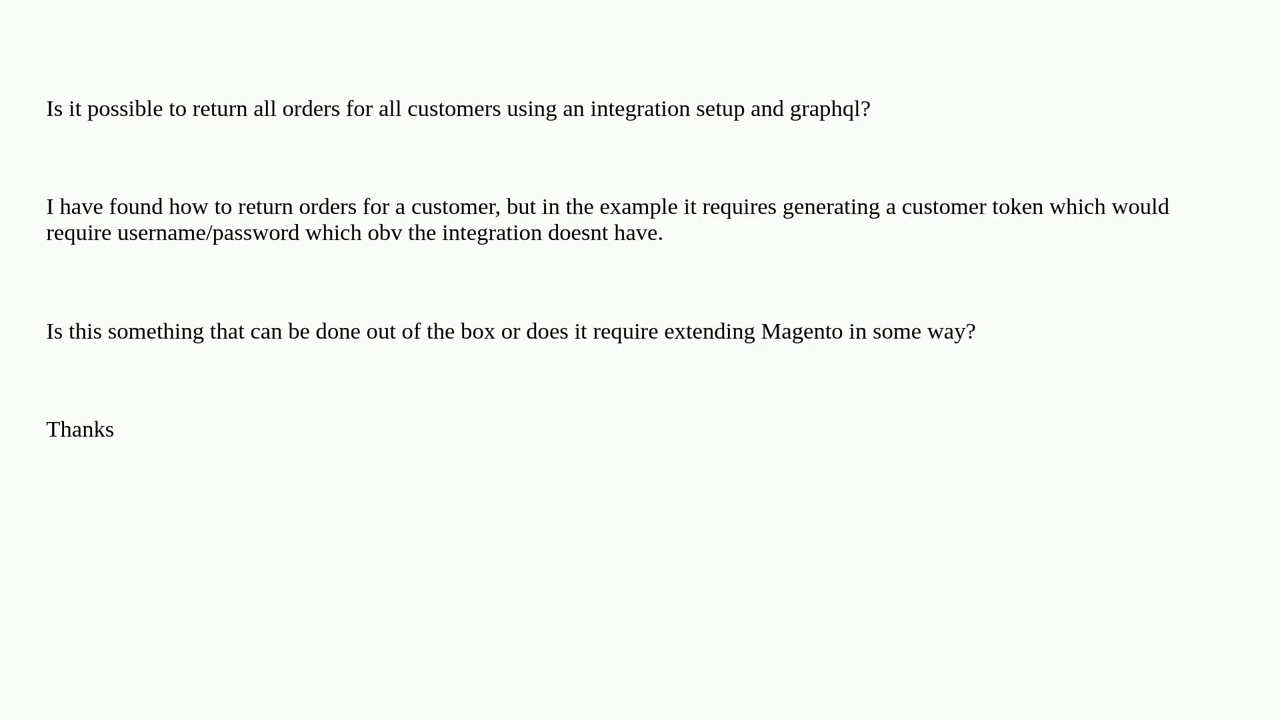 Is it possible to return all orders for all customers using an integration setup and graphql?
I have found how to return orders for a customer, but in the example it requires generating a customer token which would
require username/password which obv the integration doesnt have.
Is this something that can be done out of the box or does it require extending Magento in some way?
Thanks